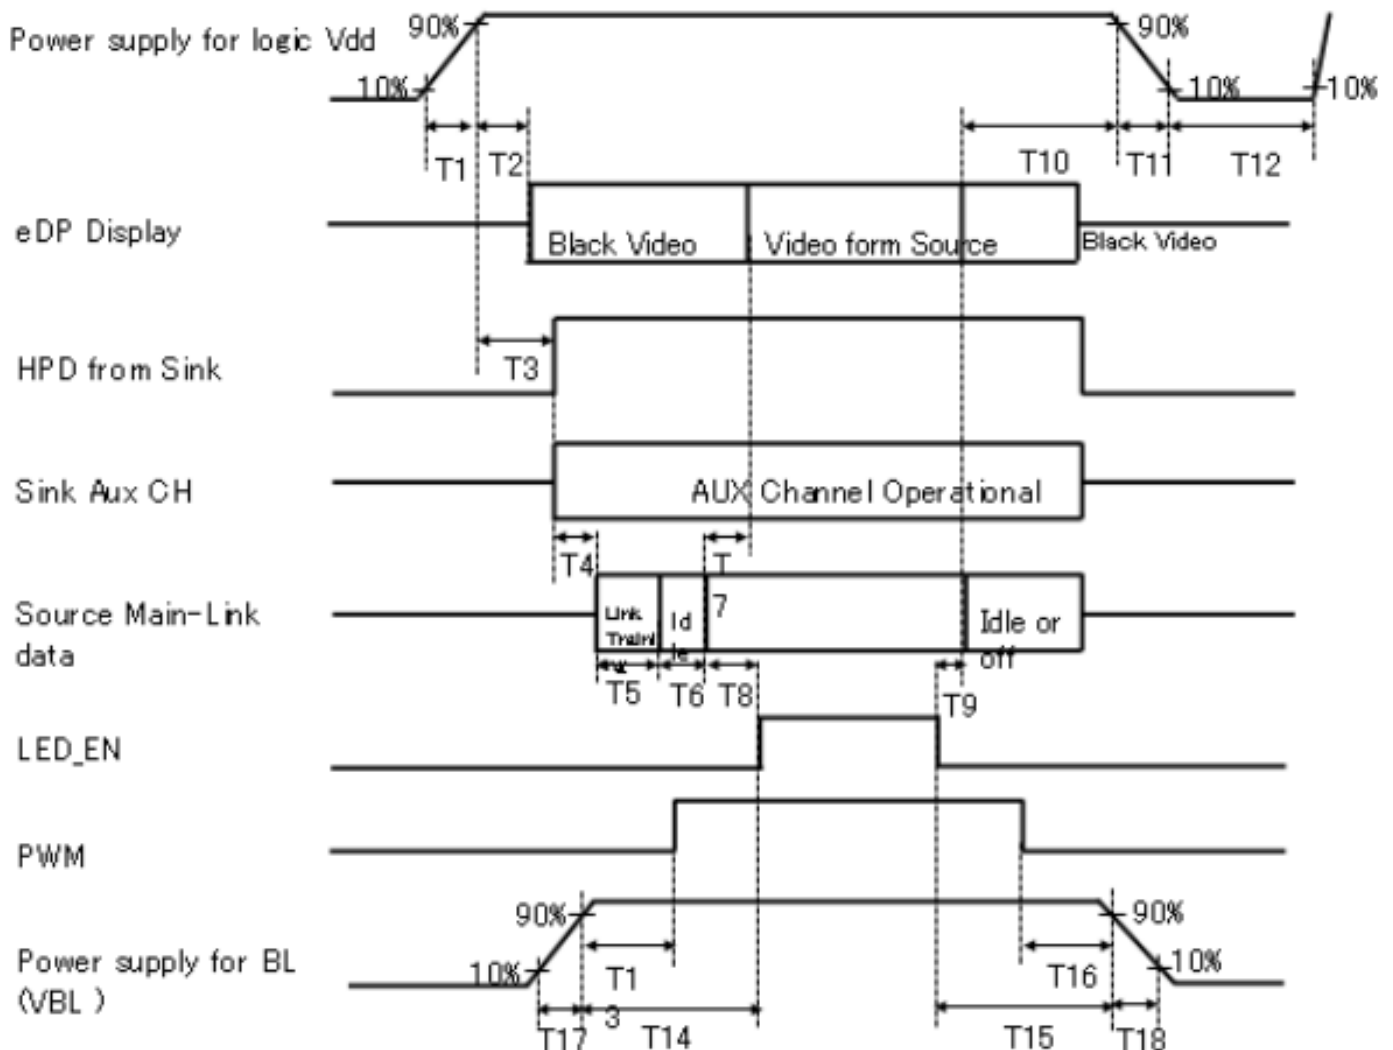 Power supply for logic Vdd
90%
90%
10%
10%
10%
T1
T2
T10
T11
T12
eDP Display
Black Video
Video form Source
Black Video
HPD from Sink
T3
Sink Aux CH
AUX Channel Operational
T4
T
7
Source Main-Link
data
Link
Id
le
Idle or
off
T5
T6
T8
T9
LED_EN
PWM
90%
90%
Power supply for BL
(VBL )
10%
10%
T1
3
T16
T17
T14
T15
T18